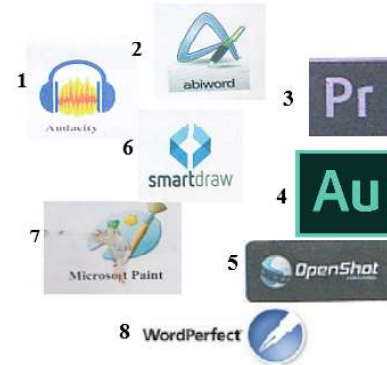 1
Audacity
2
abiword
3
Pr
6
smartdraw
4
Au
7
Microsoft Paint
5
OpenShot
8
WordPerfect